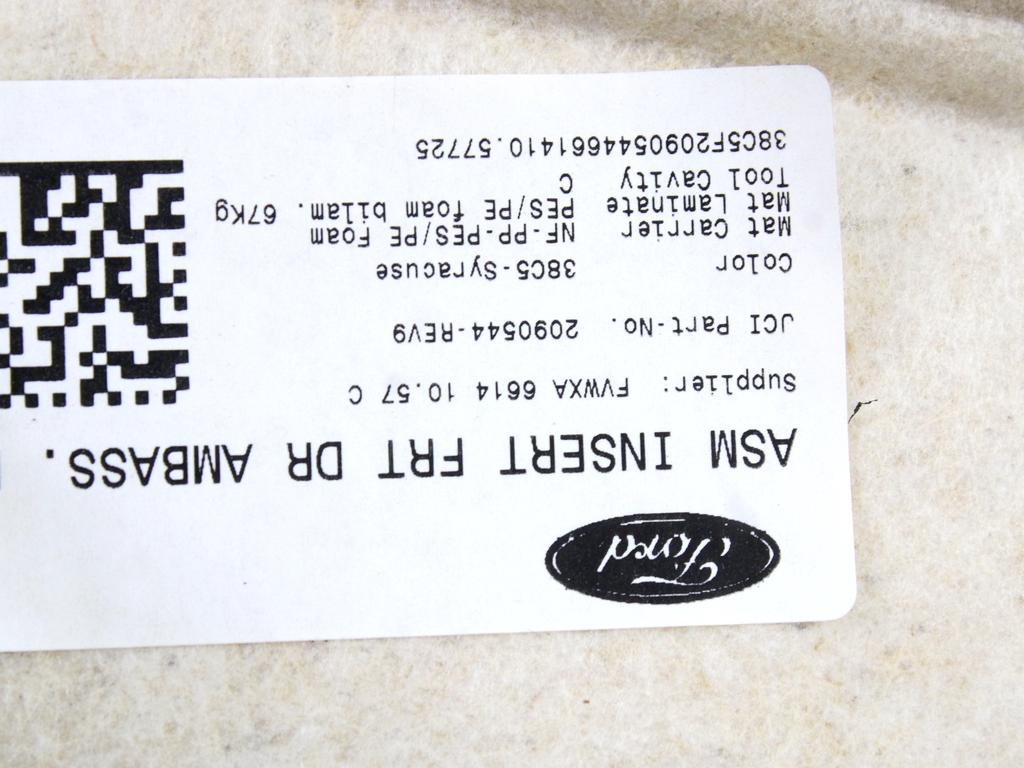 Ford
ASM INSERT FRT DR AMBASS.
Supplier: FVWXA 6614 10.57 C
JCI Part-No. 2090544-REV9
Color 38C5-Syracuse
Mat Carrier NF-PP-PES/PE Foam
Mat Laminate PES/PE foam bilam. 67Kg
Tool Cavity C
38C5F2090544661410.57725